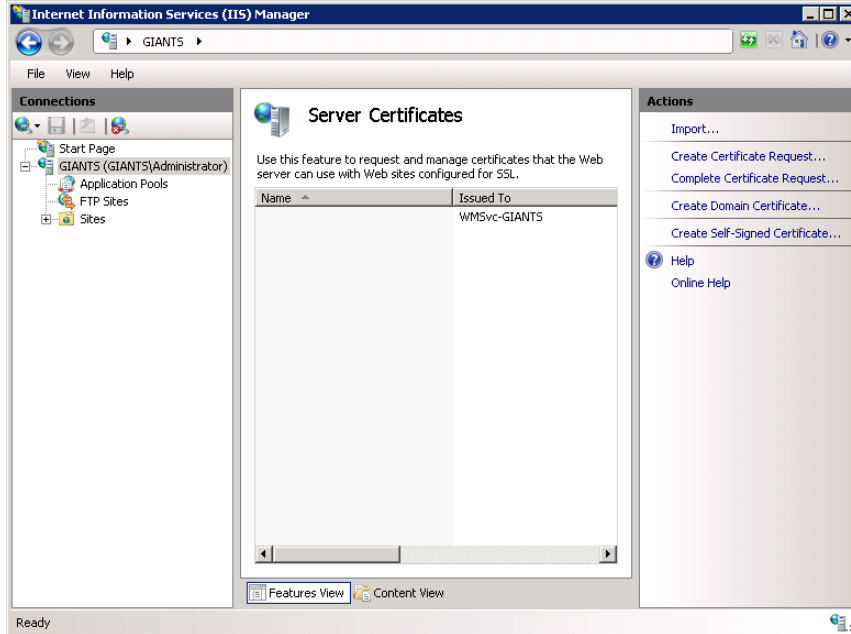 Internet Information Services (IIS) Manager
GIANTS
File View Help
Connections
Start Page
GIANTS (GIANTS\Administrator)
Application Pools
FTP Sites
Sites
Server Certificates
Use this feature to request and manage certificates that the Web
server can use with Web sites configured for SSL.
Name Issued To
WMSvc-GIANTS
Features View Content View
Actions
Import...
Create Certificate Request...
Complete Certificate Request...
Create Domain Certificate...
Create Self-Signed Certificate...
Help
Online Help
Ready